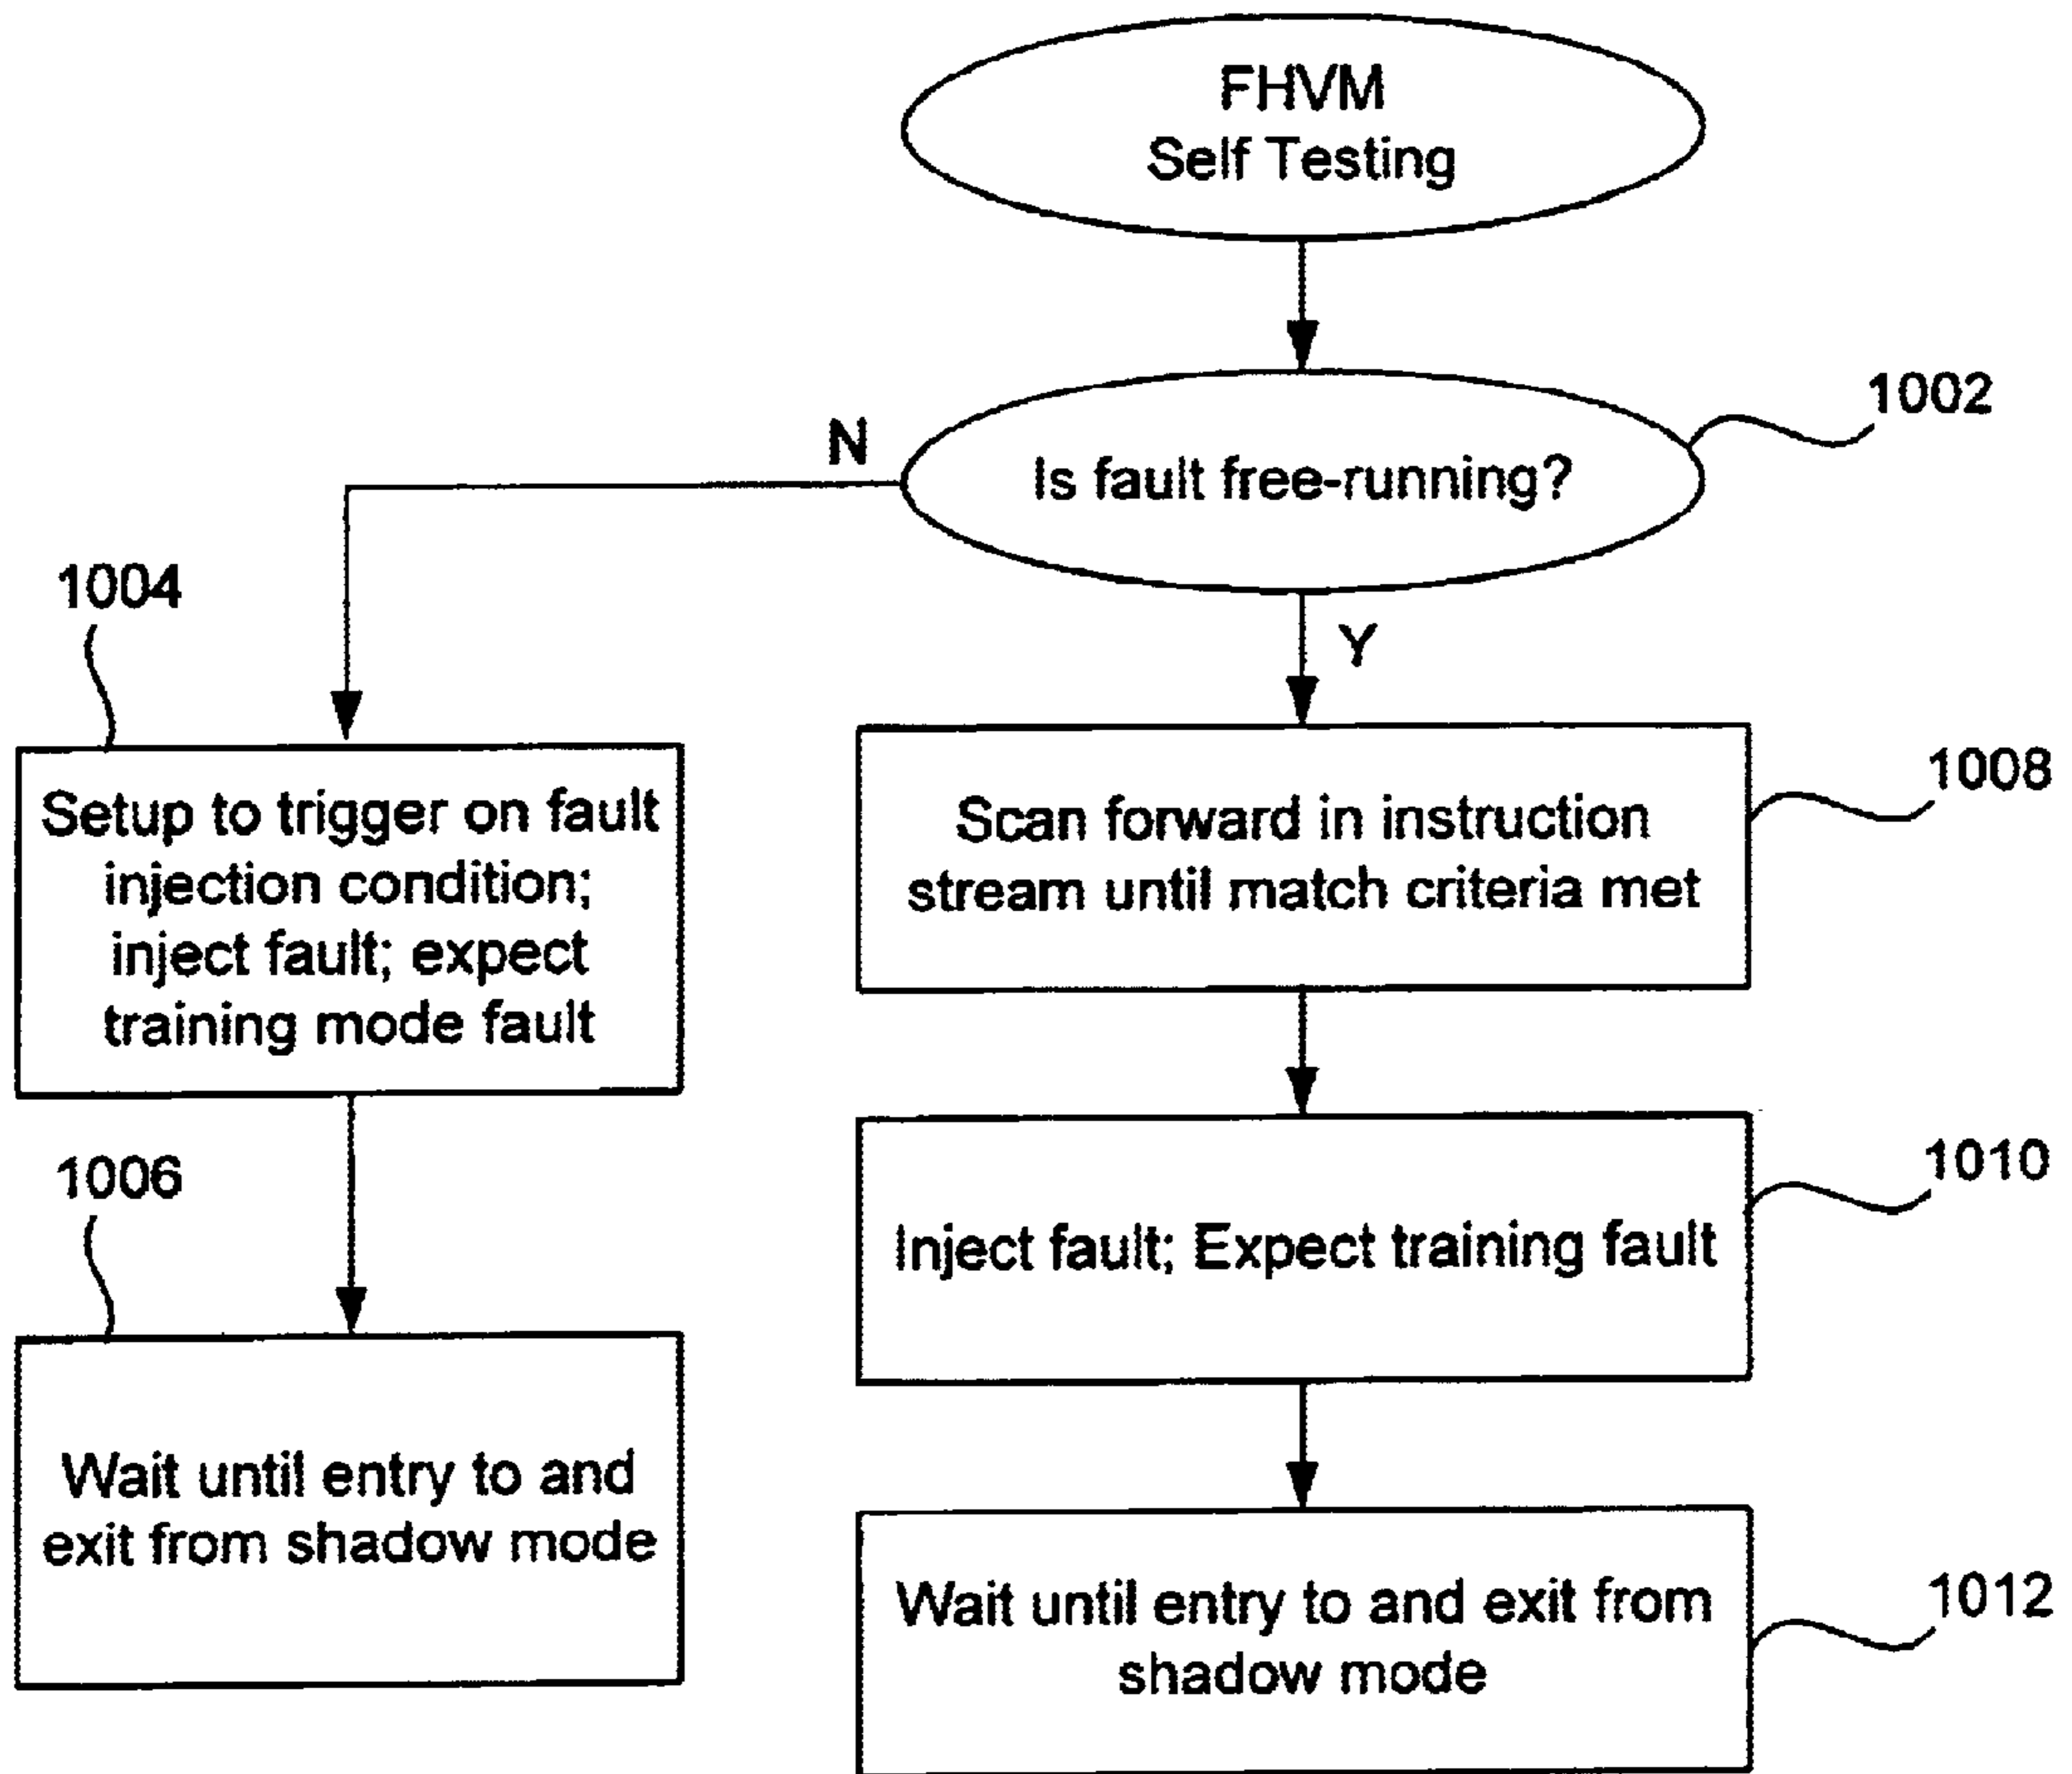 FHVM
Self Testing
1002
N
Is fault free-running?
1004
Y
Setup to trigger on fault
injection condition;
inject fault; expect
training mode fault
1008
Scan forward in instruction
stream until match criteria met
1006
1010
Inject fault; Expect training fault
Wait until entry to and
exit from shadow mode
1012
Wait until entry to and exit from
shadow mode